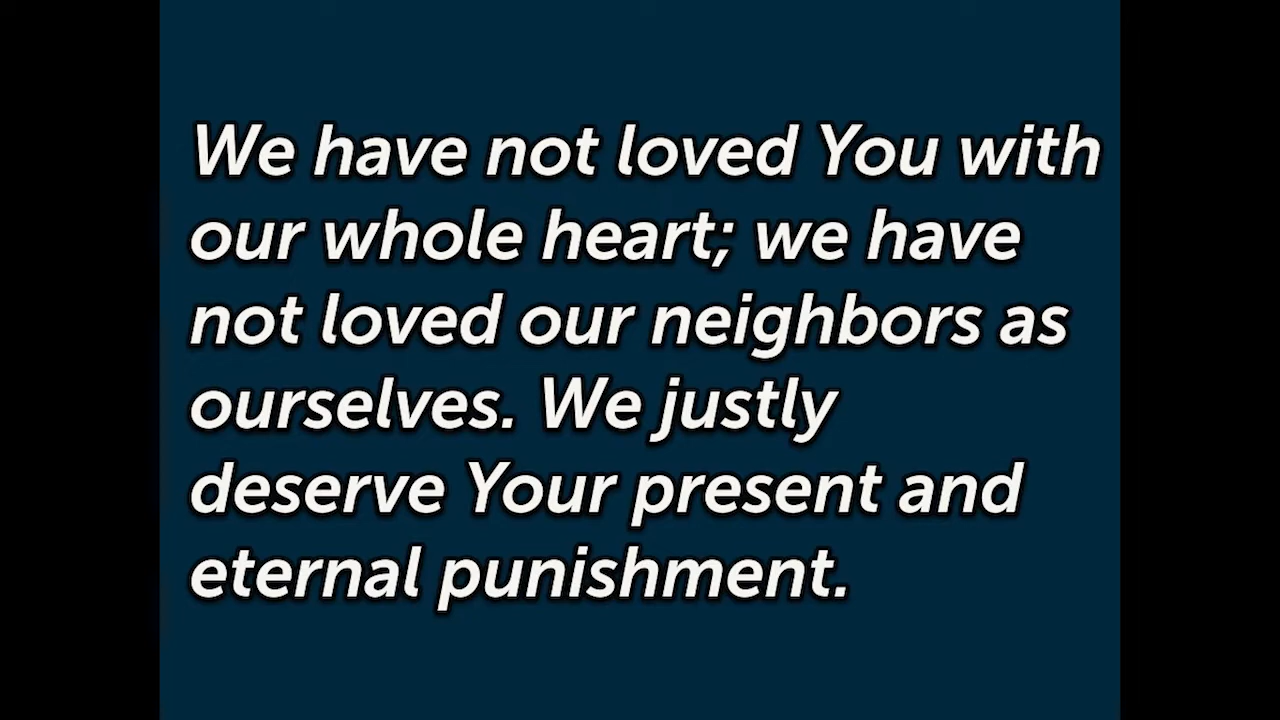 We have not loved You with
our whole heart; we have
not loved our neighbors as
ourselves. We justly
deserve Your present and
eternal punishment.